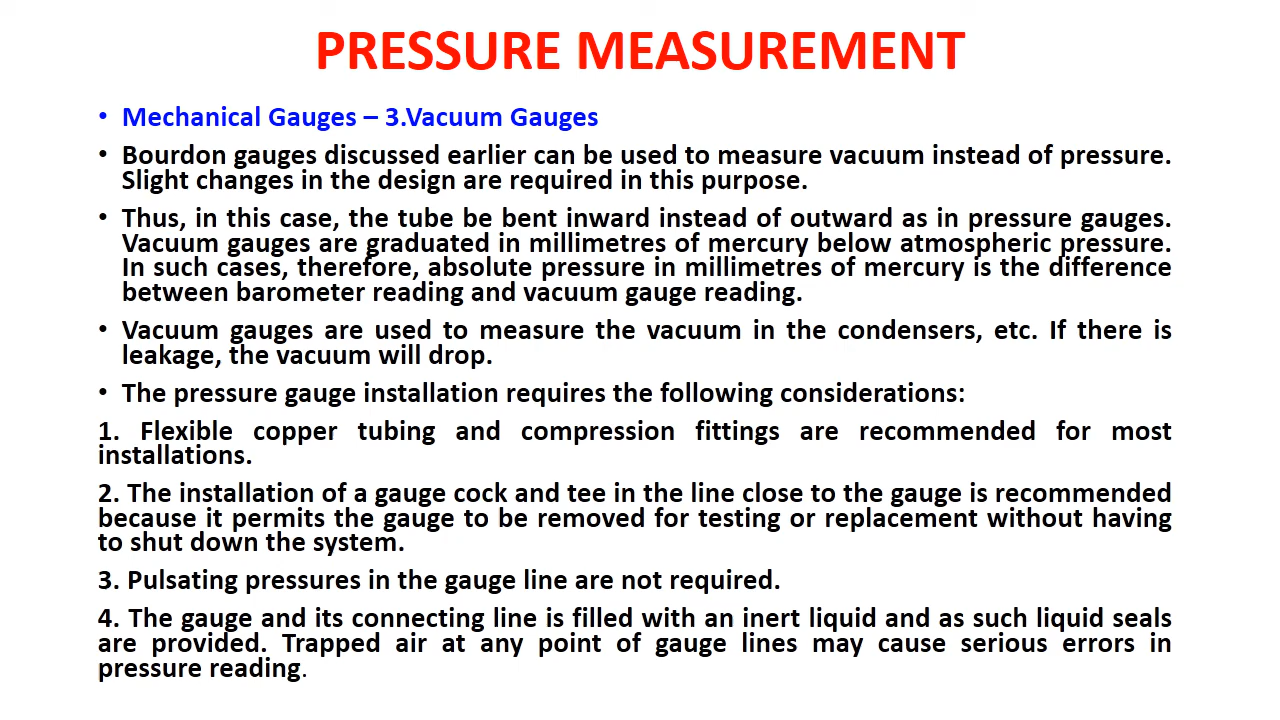 PRESSURE MEASUREMENT
• Mechanical Gauges – 3.Vacuum Gauges
• Bourdon gauges discussed earlier can be used to measure vacuum instead of pressure.
Slight changes in the design are required in this purpose.
• Thus, in this case, the tube be bent inward instead of outward as in pressure gauges.
Vacuum gauges are graduated in millimetres of mercury below atmospheric pressure.
In such cases, therefore, absolute pressure in millimetres of mercury is the difference
between barometer reading and vacuum gauge reading.
• Vacuum gauges are used to measure the vacuum in the condensers, etc. If there is
leakage, the vacuum will drop.
• The pressure gauge installation requires the following considerations:
1. Flexible copper tubing and compression fittings are recommended for most
installations.
2. The installation of a gauge cock and tee in the line close to the gauge is recommended
because it permits the gauge to be removed for testing or replacement without having
to shut down the system.
3. Pulsating pressures in the gauge line are not required.
4. The gauge and its connecting line is filled with an inert liquid and as such liquid seals
are provided. Trapped air at any point of gauge lines may cause serious errors in
pressure reading.